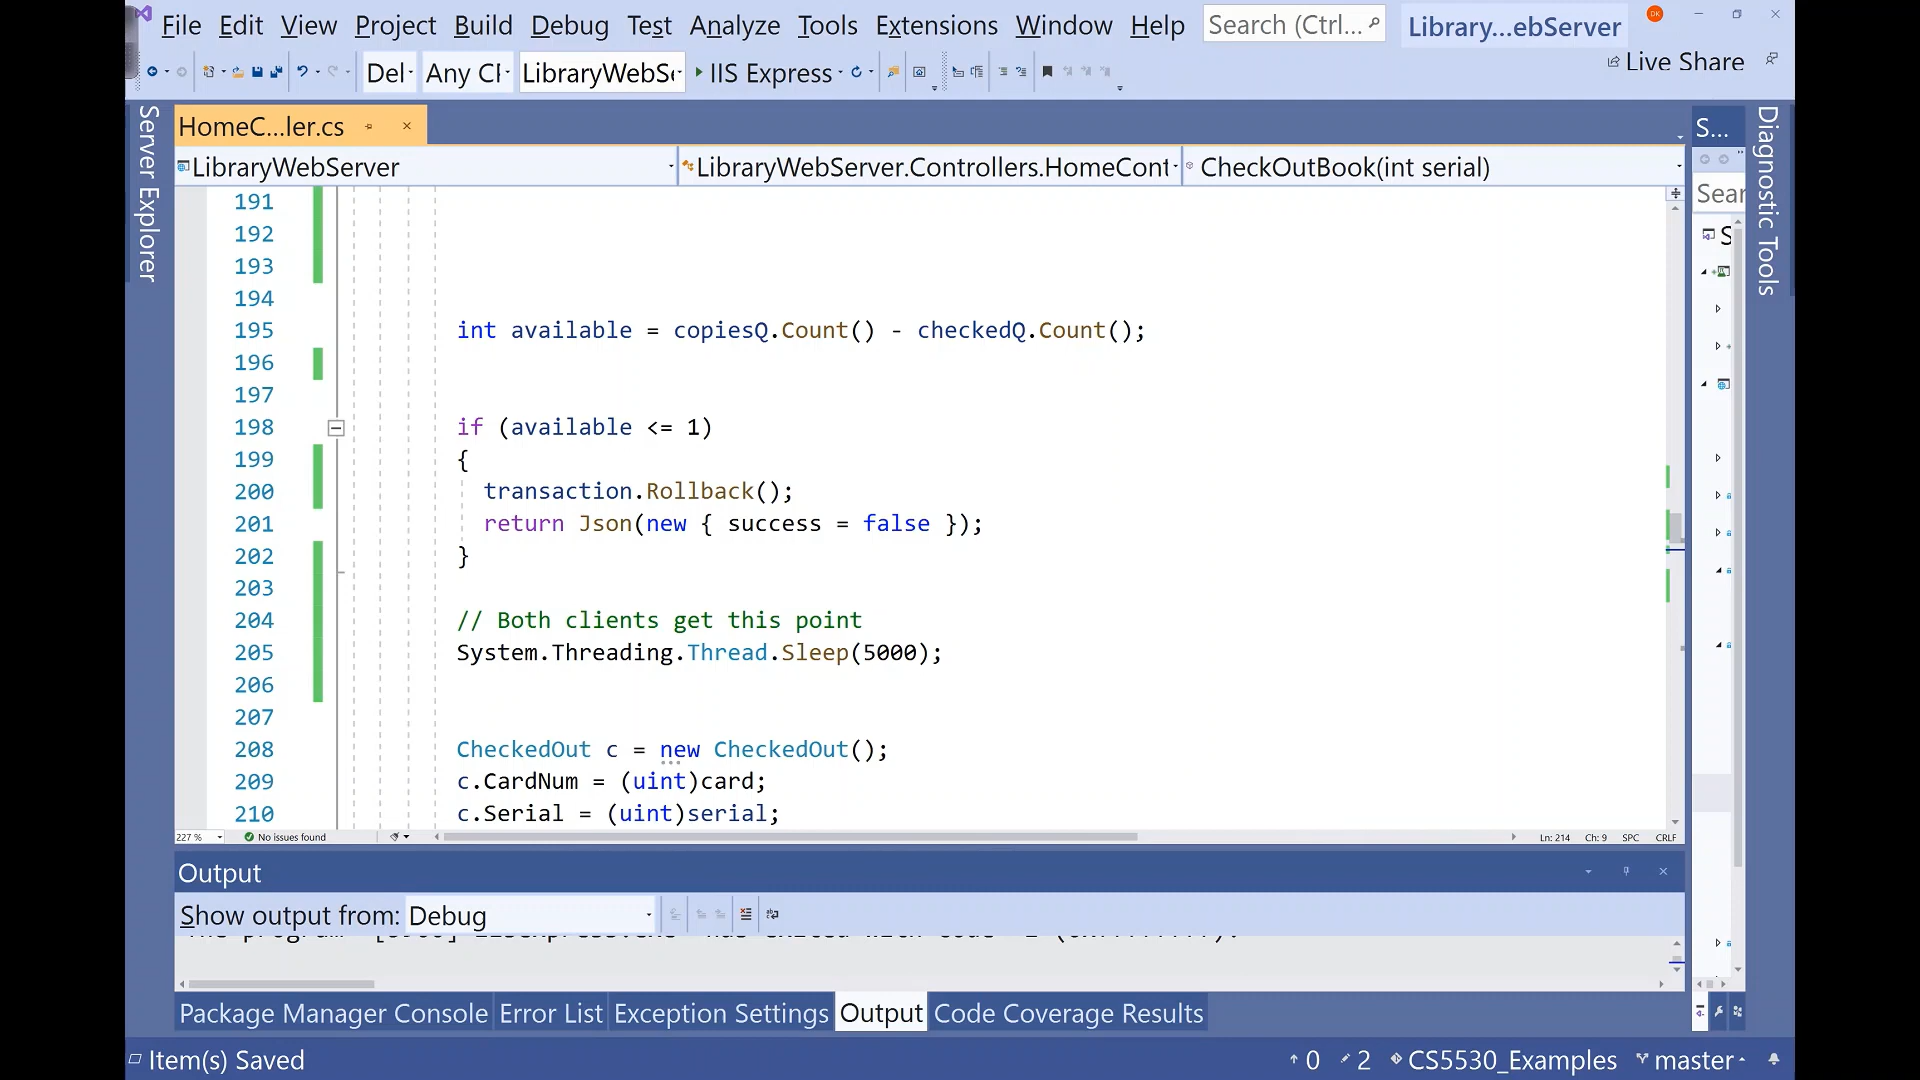 File Edit View Project Build Debug Test Analyze Tools Extensions Window Help Search (Ctrl... Library...ebServer DK
Del Any CI LibraryWebSe IIS Express Live Share
Server Explorer
HomeC...ler.cs S... Diagnostic Tools
LibraryWebServer LibraryWebServer.Controllers.HomeCont CheckOutBook(int serial)
Sear
191
192
193
194
195 int available = copiesQ.Count() - checkedQ.Count();
196
197
198 if (available <= 1)
199 {
200 transaction.Rollback();
201 return Json(new { success = false });
202 }
203
204 // Both clients get this point
205 System.Threading.Thread.Sleep(5000);
206
207
208 CheckedOut c = new CheckedOut();
209 c.CardNum = (uint)card;
210 c.Serial = (uint)serial;
227 % No issues found Ln: 214 Ch: 9 SPC CRLF
Output
Show output from: Debug
Package Manager Console Error List Exception Settings Output Code Coverage Results
Item(s) Saved 0 2 CS5530_Examples master